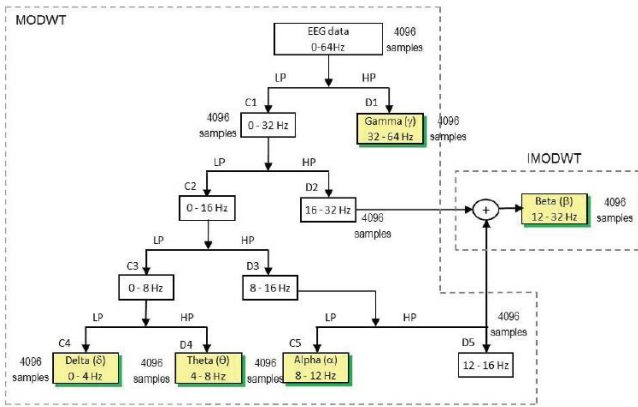 MODWT
EEG data
0-64Hz
4096
samples
LP
HP
C1
D1
4096
samples
0 - 32 Hz
Gamma (γ)
32 - 64 Hz
4096
samples
LP
HP
IMODWT
C2
D2
0 - 16 Hz
16 - 32 Hz
4096
samples
+
Beta (β)
12 - 32 Hz
4096
samples
LP
HP
C3
D3
0 - 8 Hz
8 - 16 Hz
LP
HP
LP
HP
4096
samples
C4
D4
C5
D5
4096
samples
Delta (δ)
0 - 4 Hz
4096
samples
Theta (θ)
4 - 8 Hz
4096
samples
Alpha (α)
8 - 12 Hz
12 - 16 Hz